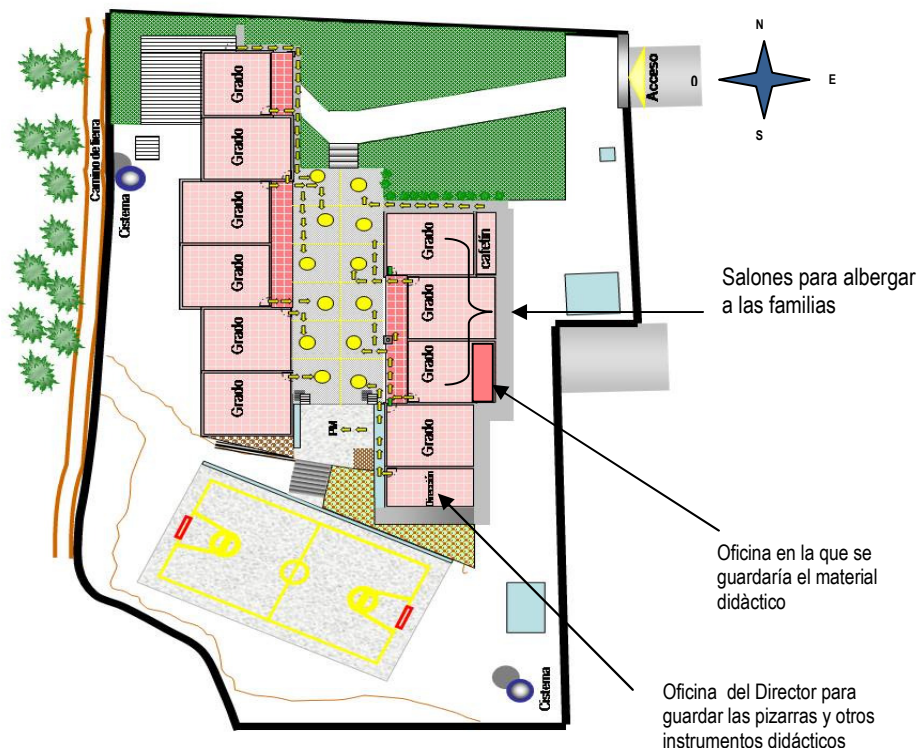 N
E
S
Acceso
0
Camino de tierra
Cisterna
Grado
Grado
Grado
Grado
Grado
Grado
Grado
cafetín
Grado
Grado
Grado
Dirección
PM
Cisterna
Salones para albergar
a las familias
Oficina en la que se
guardaría el material
didàctico
Oficina del Director para
guardar las pizarras y otros
instrumentos didácticos